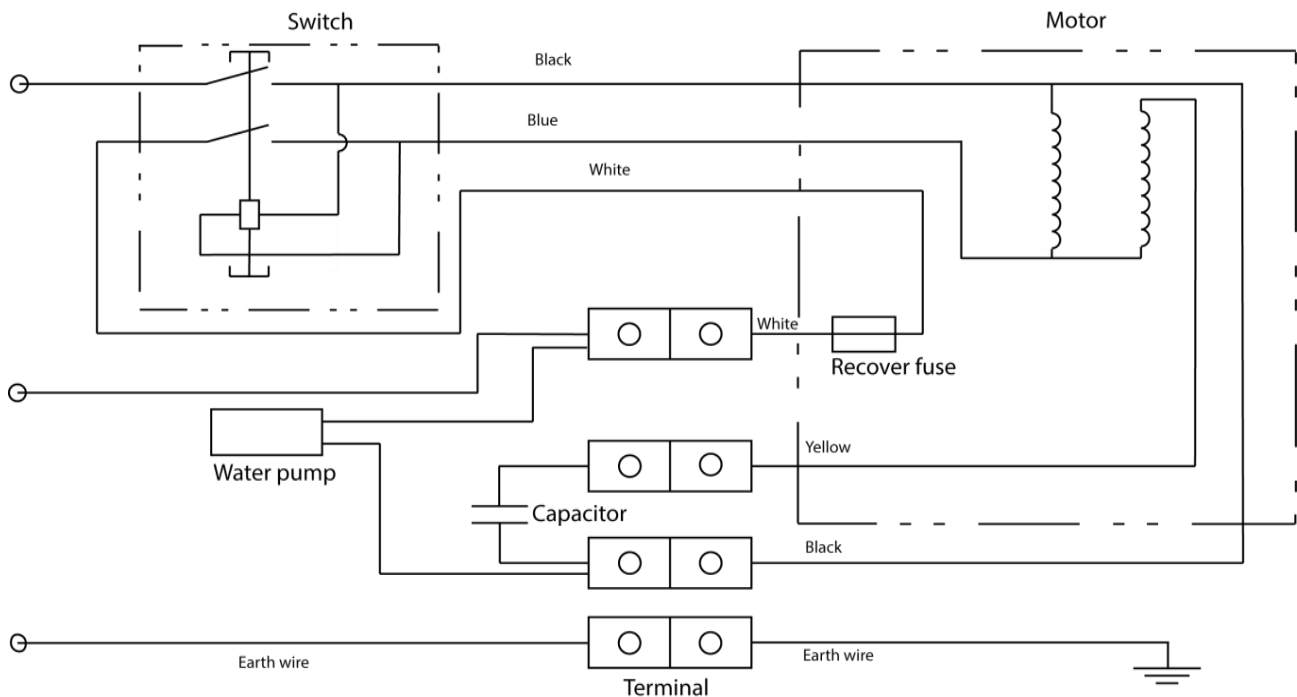 Switch
Motor
Black
Blue
White
White
Recover fuse
Water pump
Yellow
Capacitor
Black
Earth wire
Earth wire
Terminal